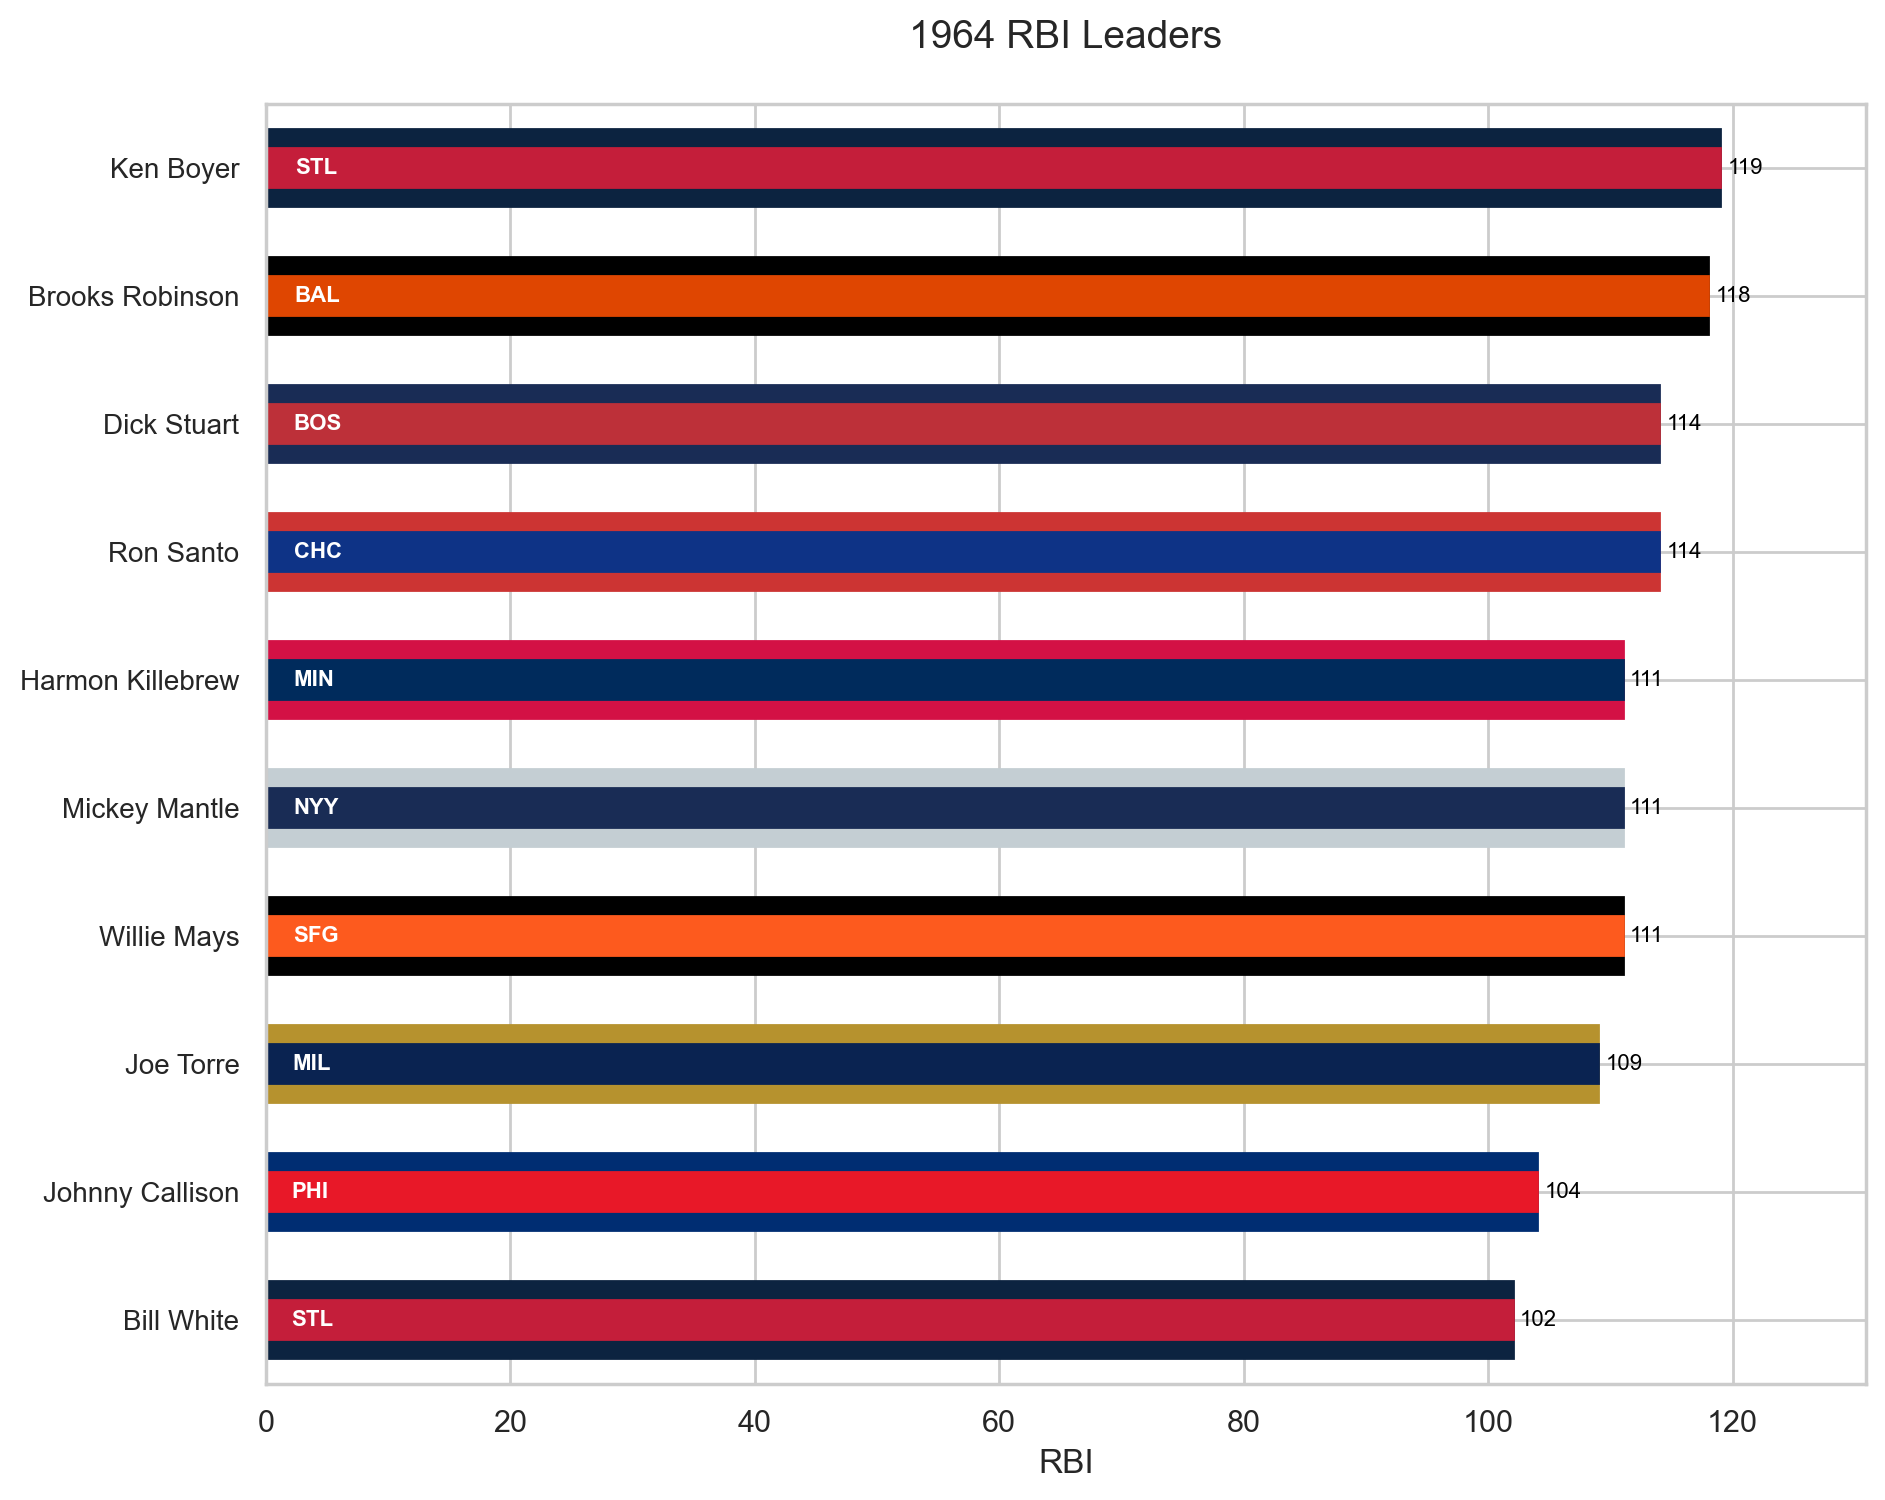 1964 RBI Leaders
Ken Boyer STL 119
Brooks Robinson BAL 118
Dick Stuart BOS 114
Ron Santo CHC 114
Harmon Killebrew MIN 111
Mickey Mantle NYY 111
Willie Mays SFG 111
Joe Torre MIL 109
Johnny Callison PHI 104
Bill White STL 102
0 20 40 60 80 100 120
RBI